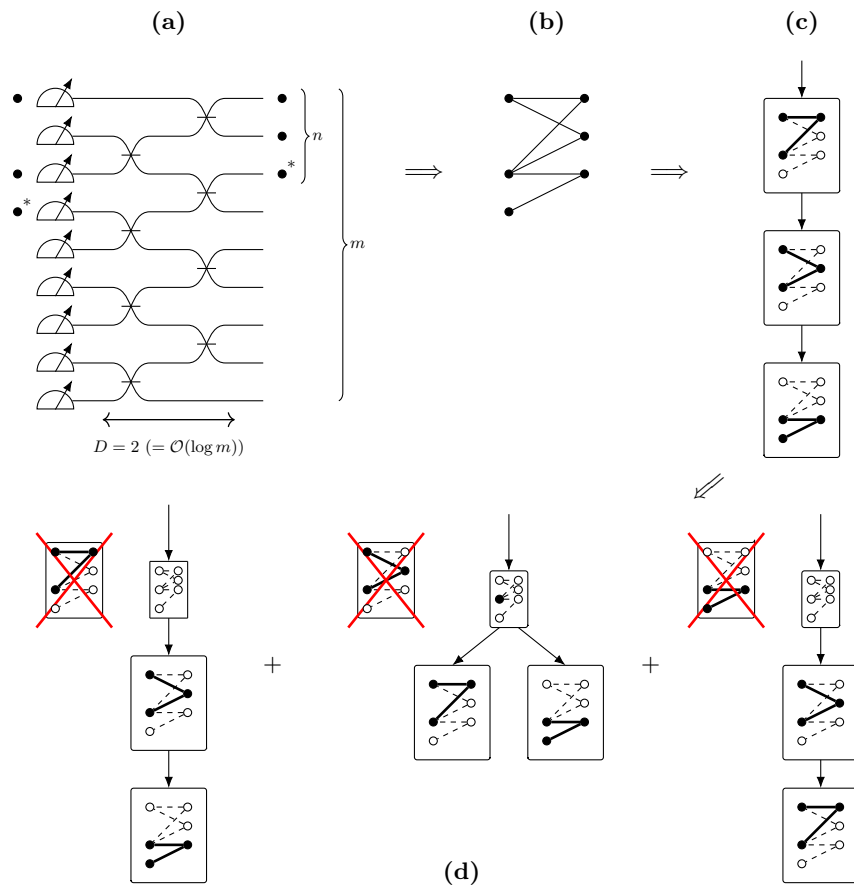 (a)
(b)
(c)
n
*
*
m
D = 2 (= 𝒪(log m))
+
+
(d)